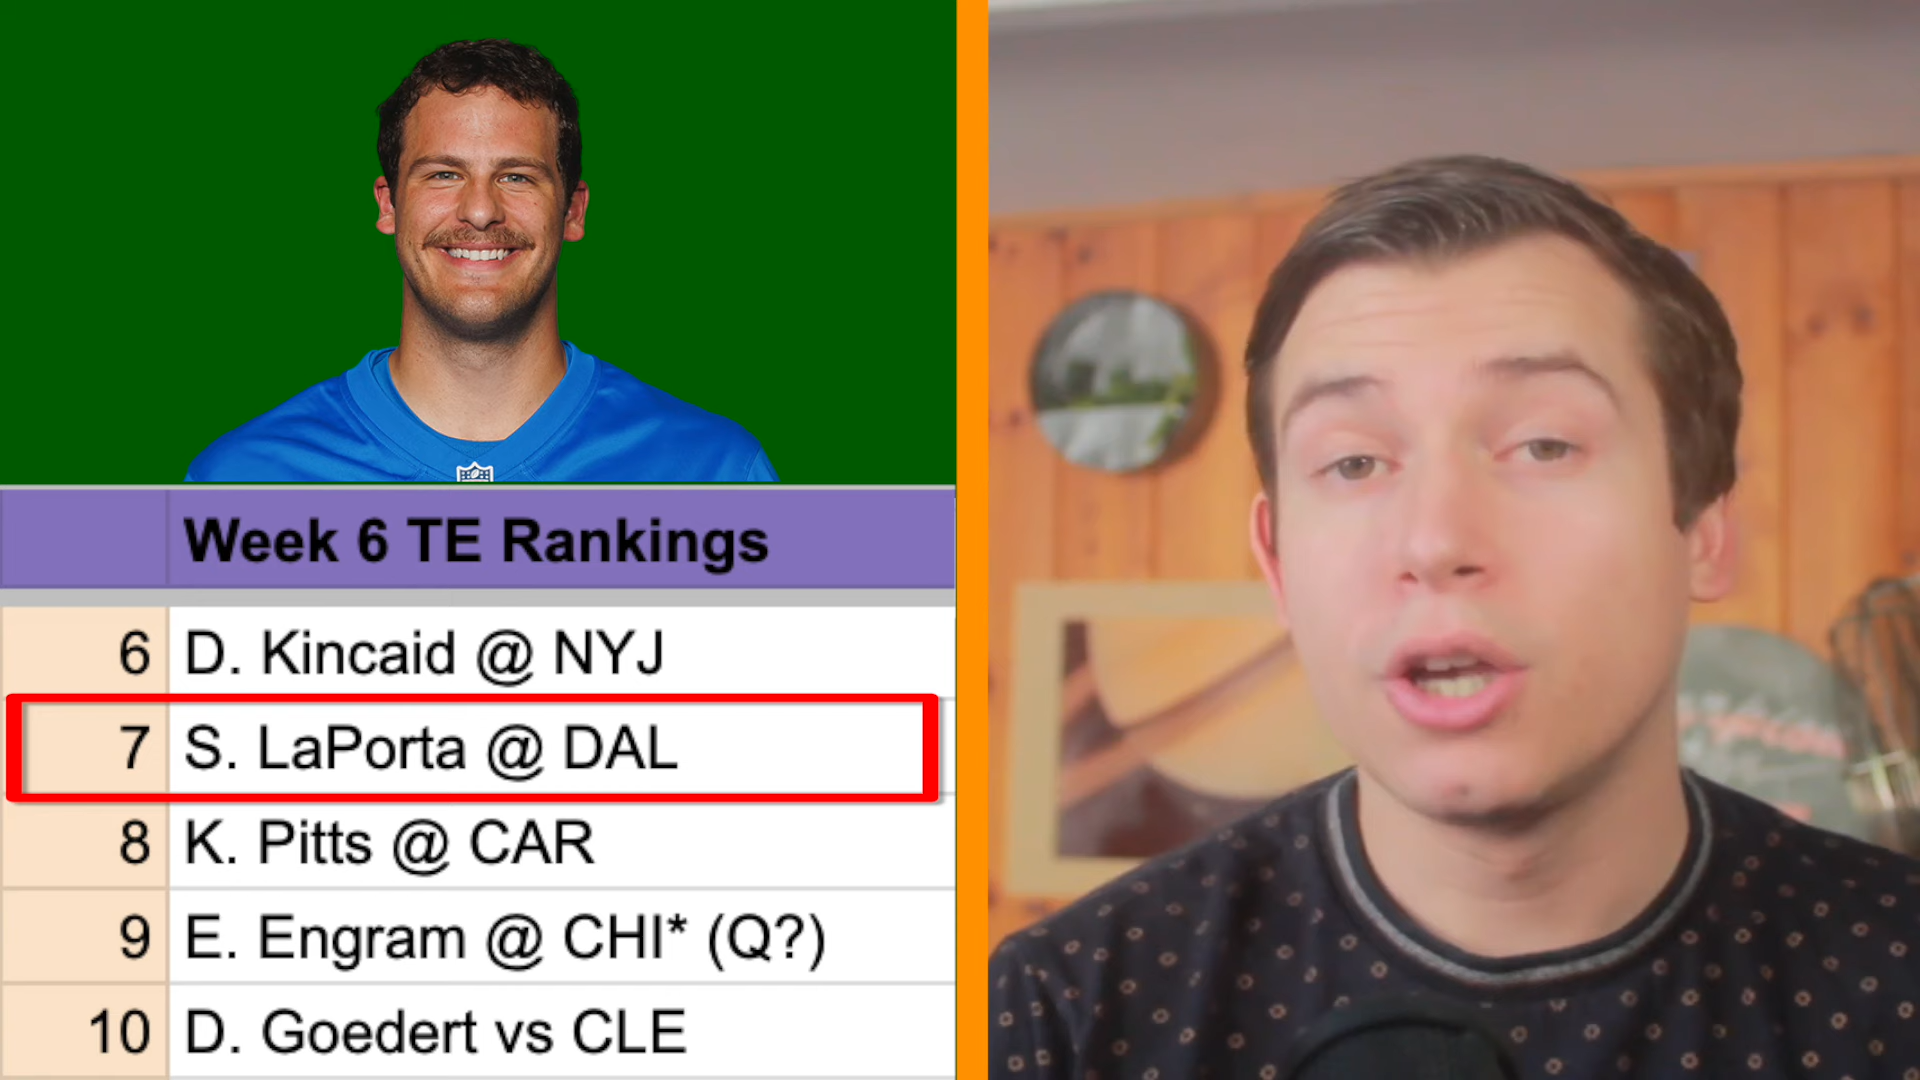 Week 6 TE Rankings
6 D. Kincaid @ NYJ
7 S. LaPorta @ DAL
8 K. Pitts @ CAR
9 E. Engram @ CHI* (Q?)
10 D. Goedert vs CLE